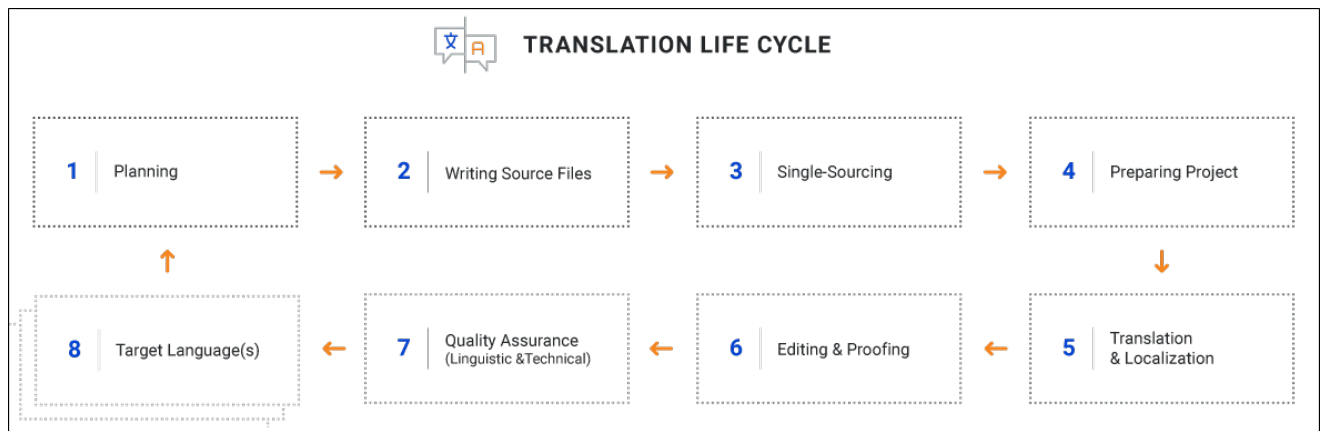 文 A
TRANSLATION LIFE CYCLE
1 Planning
2 Writing Source Files
3 Single-Sourcing
4 Preparing Project
5 Translation
& Localization
6 Editing & Proofing
7 Quality Assurance
(Linguistic &Technical)
8 Target Language(s)